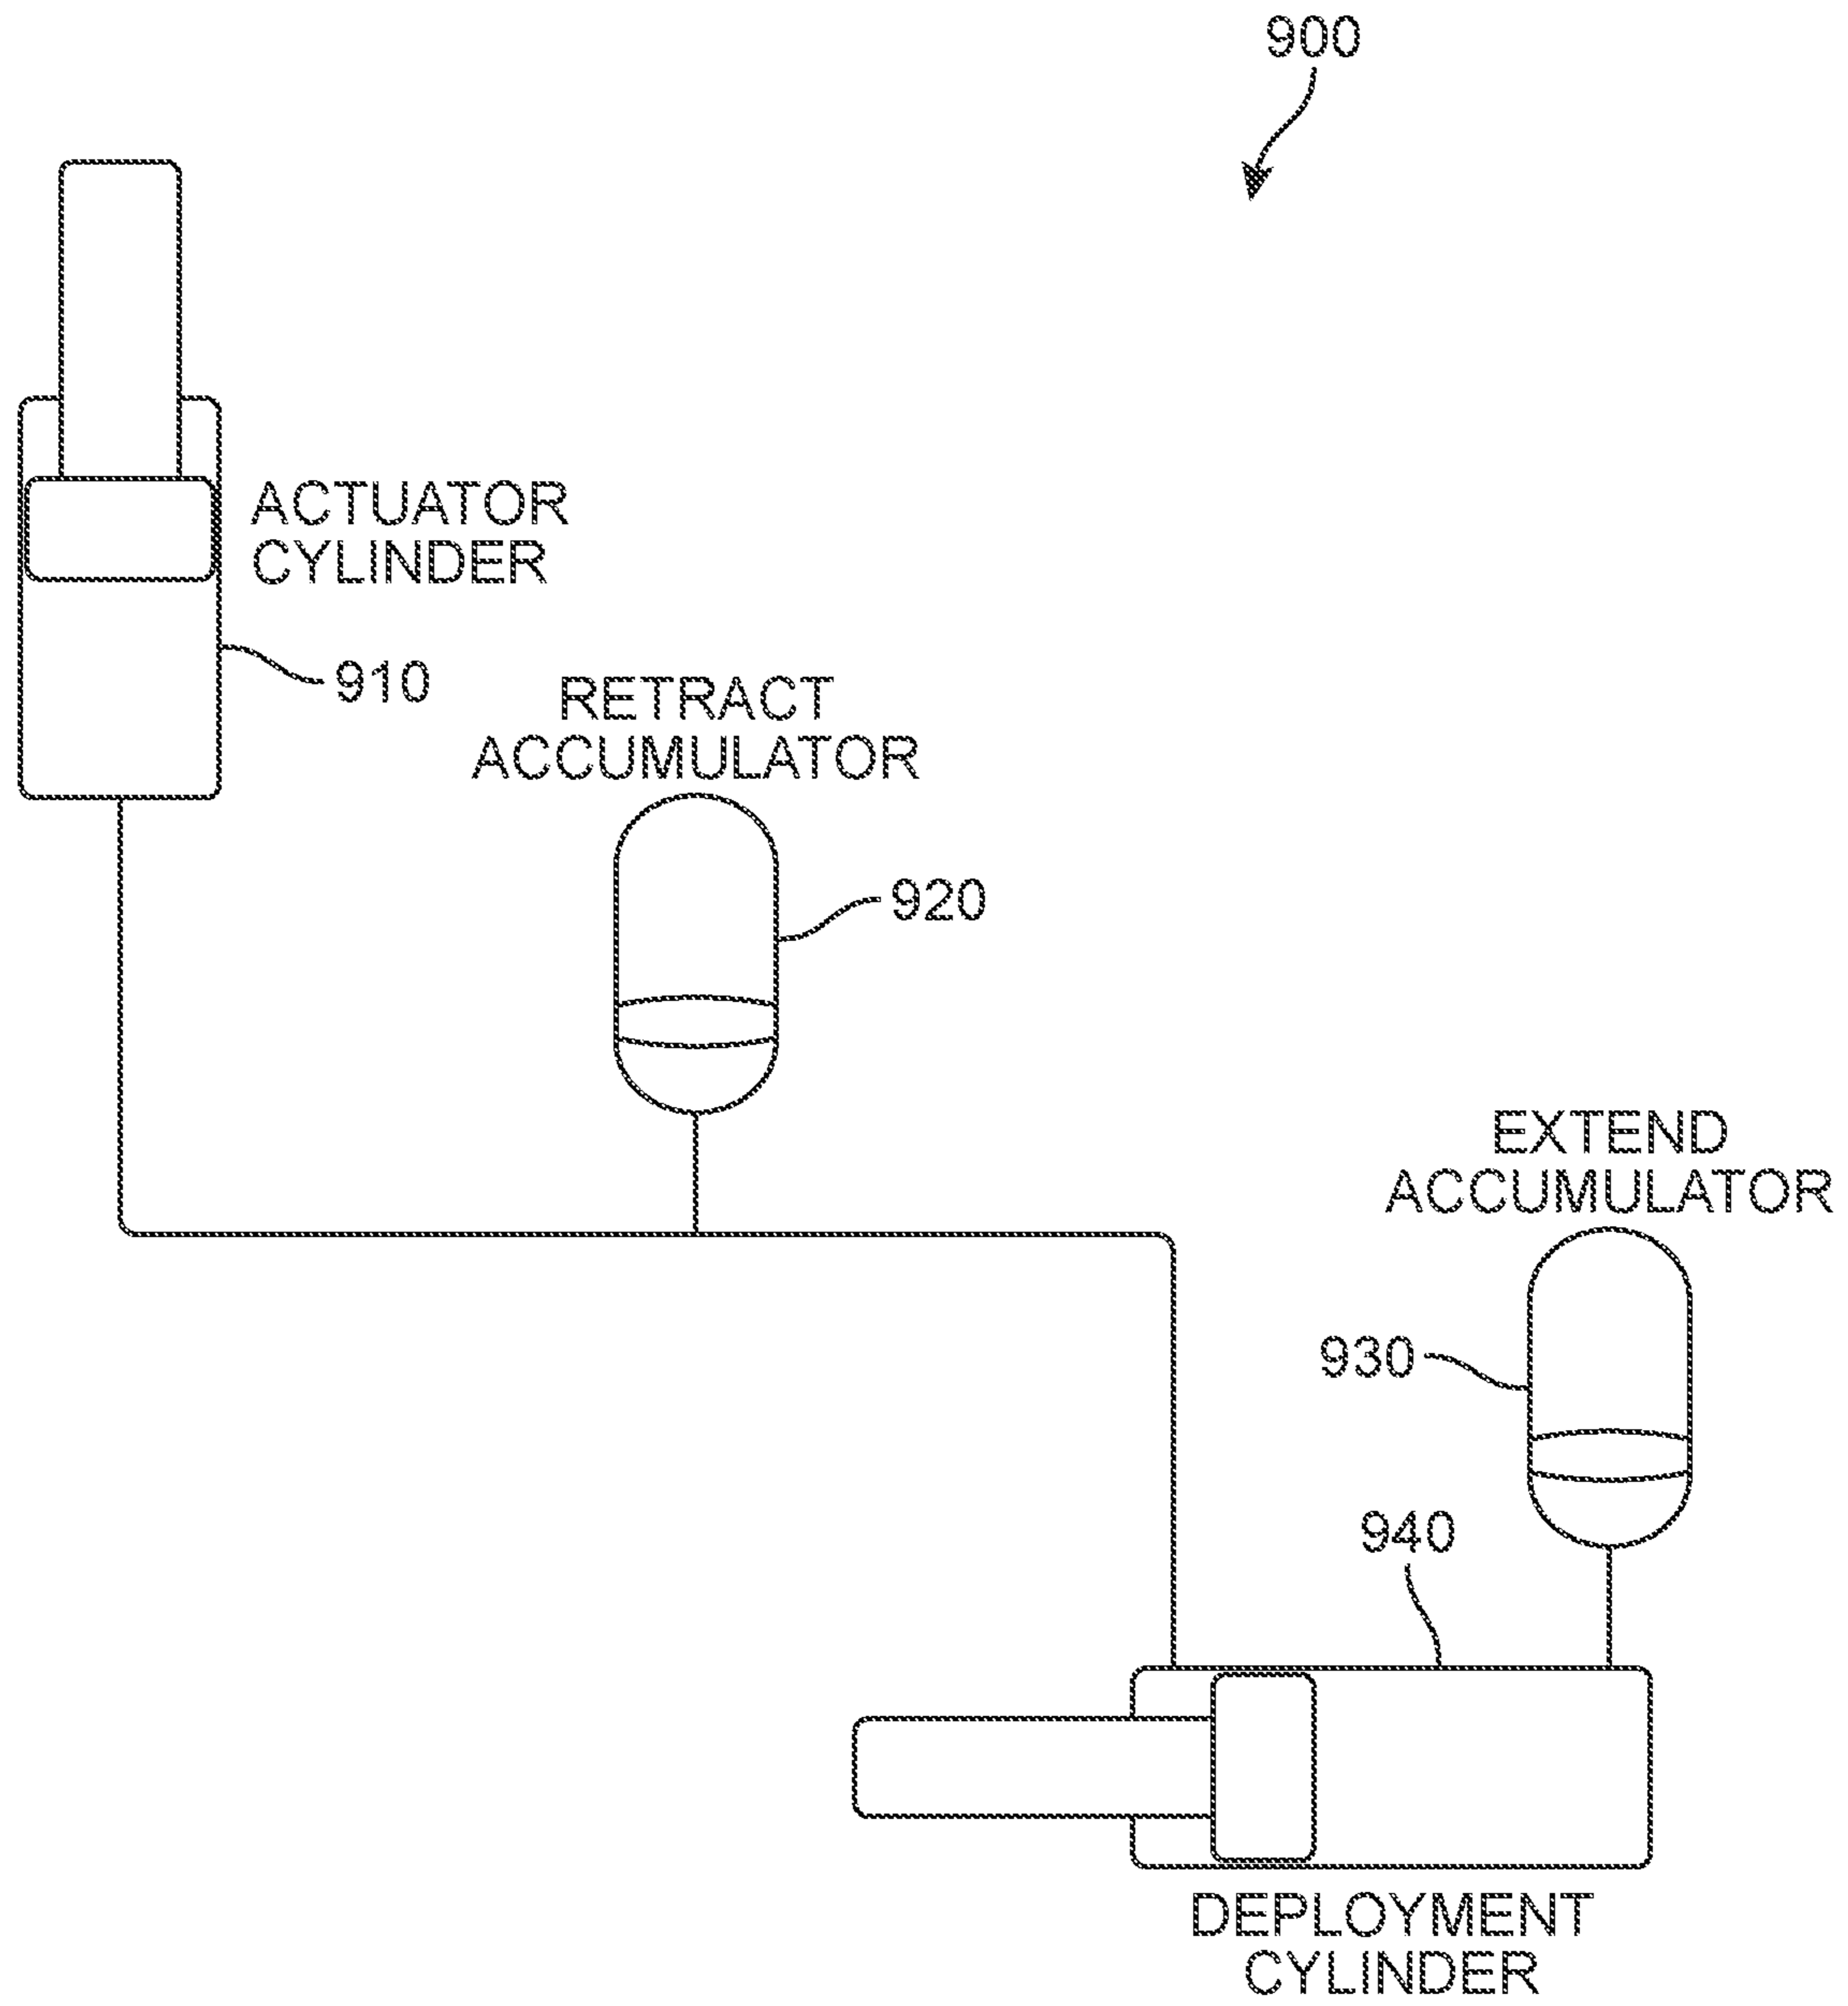 900
ACTUATOR
CYLINDER
910
RETRACT
ACCUMULATOR
920
EXTEND
ACCUMULATOR
930
940
DEPLOYMENT
CYLINDER